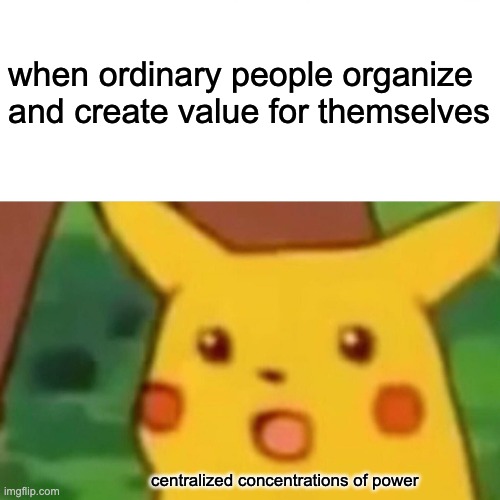 when ordinary people organize
and create value for themselves
centralized concentrations of power
imgflip.com